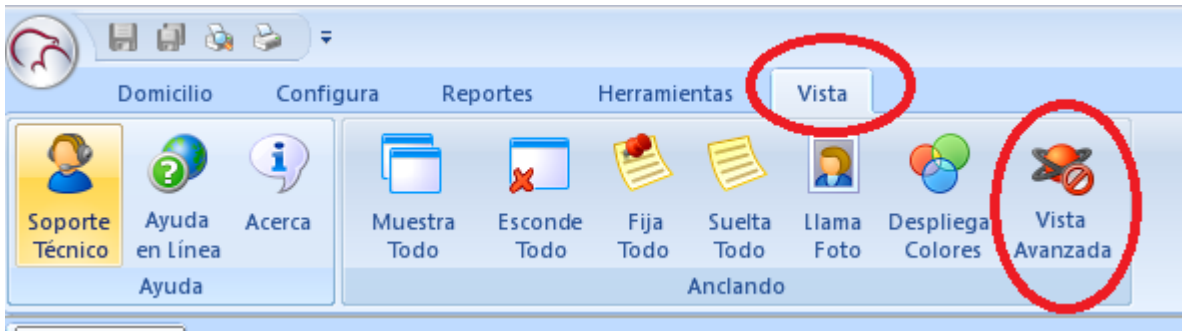 Domicilio Configura Reportes Herramientas Vista
Soporte Ayuda Acerca Muestra Esconde Fija Suelta Llama Despliega Vista
Técnico en Línea Todo Todo Todo Todo Foto Colores Avanzada
Ayuda Anclando